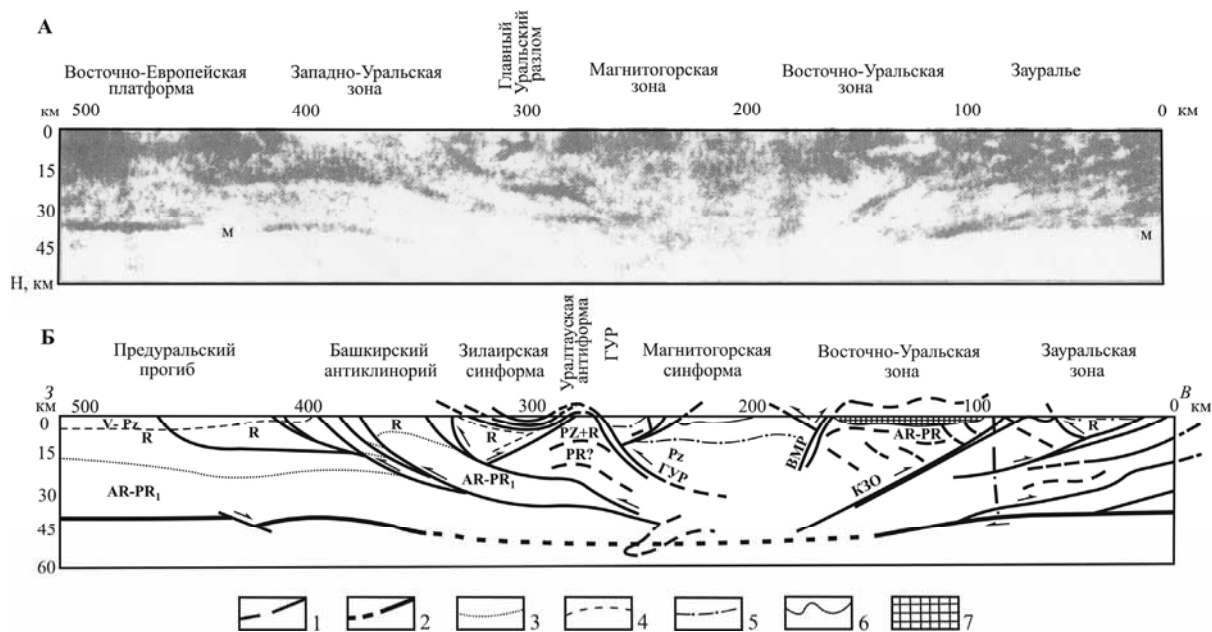 А
Главный
Уральский
разлом
Восточно-Европейская
платформа
Западно-Уральская
зона
Магнитогорская
зона
Восточно-Уральская
зона
Зауралье
км 500 400 300 200 100 0 км
0
15
30
45
Н, км
м
м
Б
Уралтауская
антиформа
ГУР
Предуральский
прогиб
Башкирский
антиклинорий
Зилаирская
синформа
Магнитогорская
синформа
Восточно-Уральская
зона
Зауральская
зона
З
В
км 500 400 300 200 100 0 км
0
15
30
45
60
V- Pz
R
R
R
R
PZ+R
PR?
AR-PR1
AR-PR1
Pz
ГУР
ВМР
КЗО
AR-PR
R
1 2 3 4 5 6 7